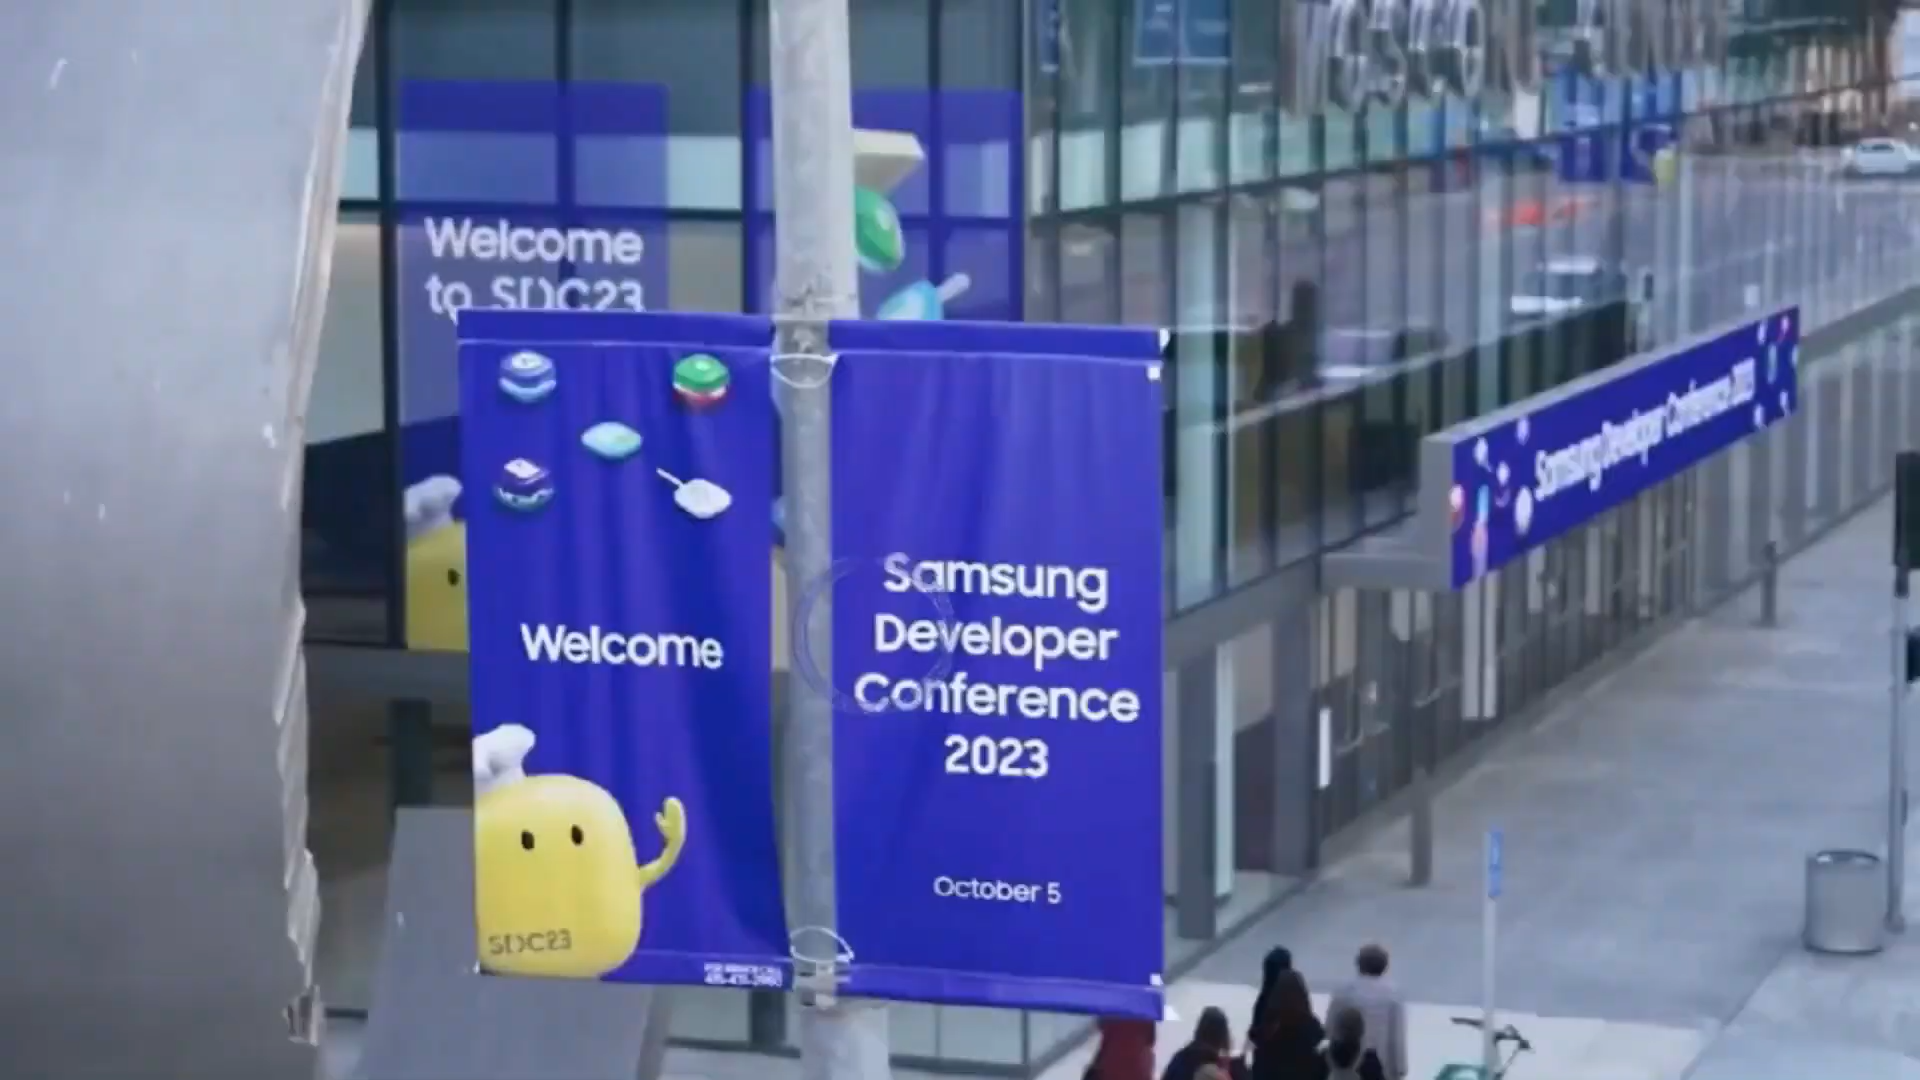 Welcome
to SDC23
Welcome
SDC23
Samsung
Developer
Conference
2023
October 5
Samsung Developer Conference 2023